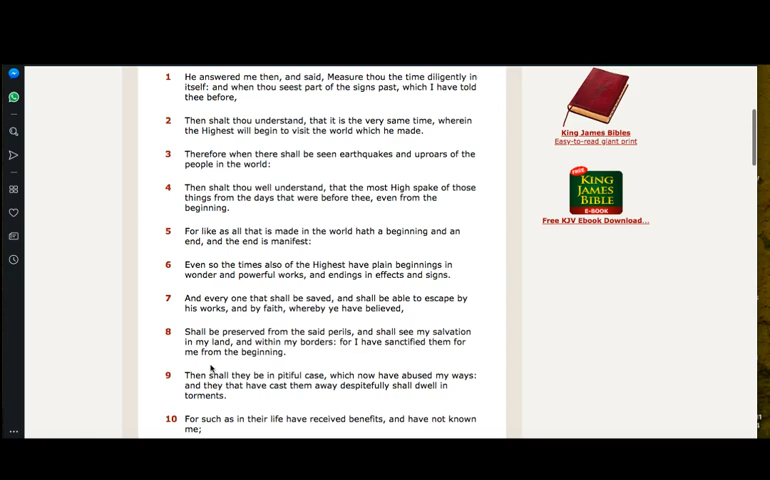 1 He answered me then, and said, Measure thou the time diligently in
itself: and when thou seest part of the signs past, which I have told
thee before,
2 Then shalt thou understand, that it is the very same time, wherein
the Highest will begin to visit the world which he made.
3 Therefore when there shall be seen earthquakes and uproars of the
people in the world:
4 Then shalt thou well understand, that the most High spake of those
things from the days that were before thee, even from the
beginning.
5 For like as all that is made in the world hath a beginning and an
end, and the end is manifest:
6 Even so the times also of the Highest have plain beginnings in
wonder and powerful works, and endings in effects and signs.
7 And every one that shall be saved, and shall be able to escape by
his works, and by faith, whereby ye have believed,
8 Shall be preserved from the said perils, and shall see my salvation
in my land, and within my borders: for I have sanctified them for
me from the beginning.
9 Then shall they be in pitiful case, which now have abused my ways:
and they that have cast them away despitefully shall dwell in
torments.
10 For such as in their life have received benefits, and have not known
me;
King James Bibles
Easy-to-read giant print
FREE
KING
JAMES
BIBLE
E-BOOK
Free KJV Ebook Download...